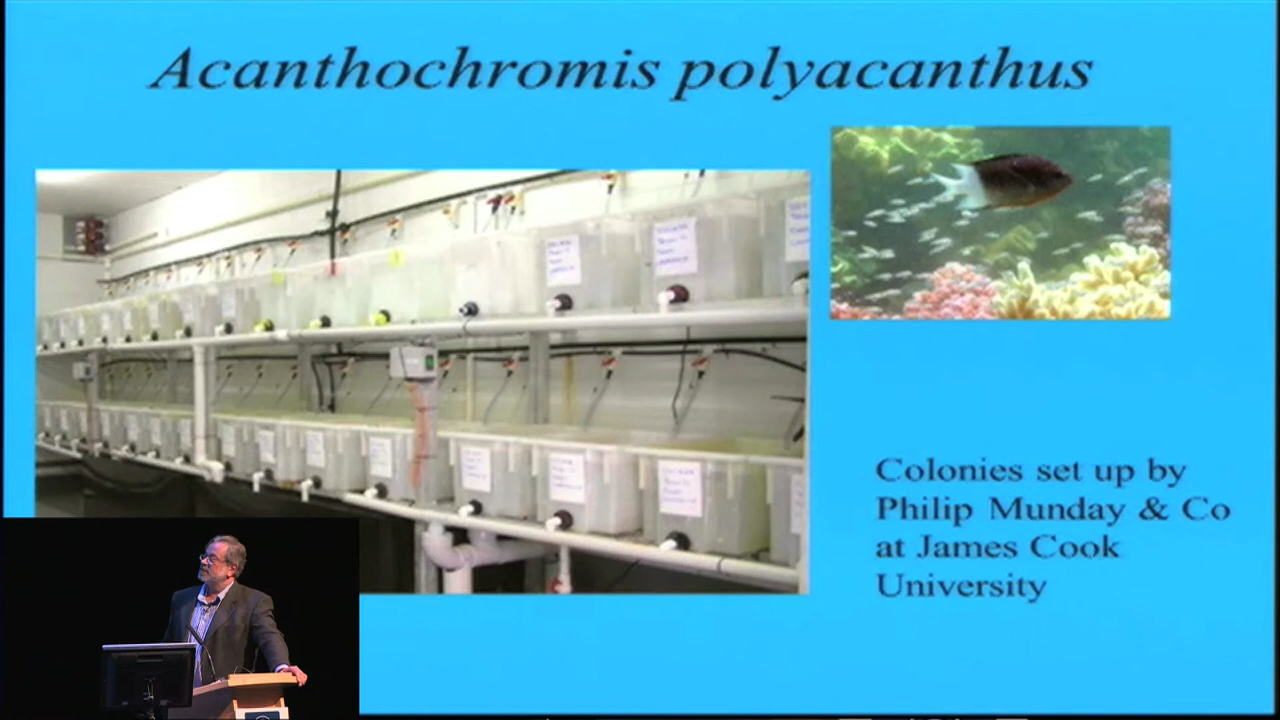 Acanthochromis polyacanthus
Colonies set up by
Philip Munday & Co
at James Cook
University